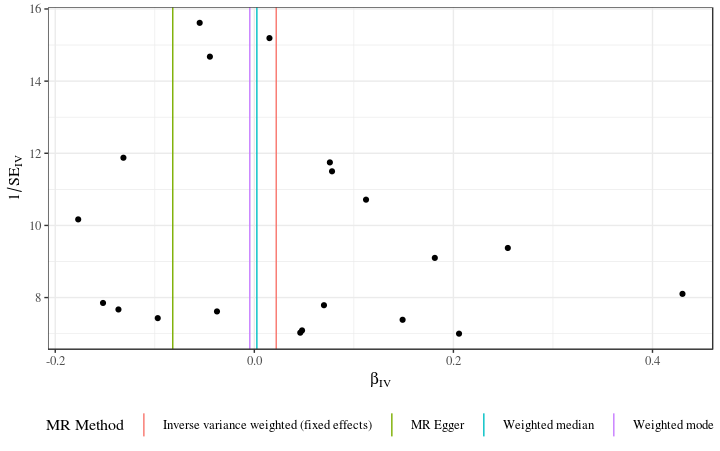 16
14
12
10
8
1/SE_IV
-0.2 0.0 0.2 0.4
β_IV
MR Method Inverse variance weighted (fixed effects) MR Egger Weighted median Weighted mode